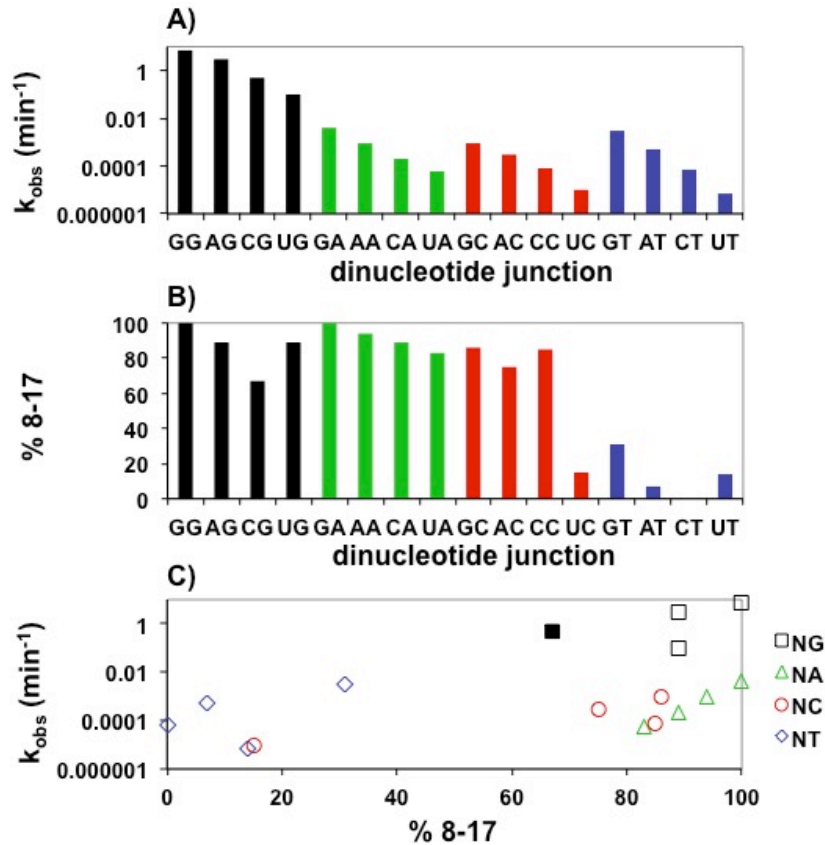 A)
k_obs (min⁻¹)
1
0.01
0.0001
0.000001
GG AG CG UG GA AA CA UA GC AC CC UC GT AT CT UT
dinucleotide junction
B)
% 8-17
100
80
60
40
20
0
GG AG CG UG GA AA CA UA GC AC CC UC GT AT CT UT
dinucleotide junction
C)
k_obs (min⁻¹)
1
0.01
0.0001
0.000001
0 20 40 60 80 100
% 8-17
NG
NA
NC
NT